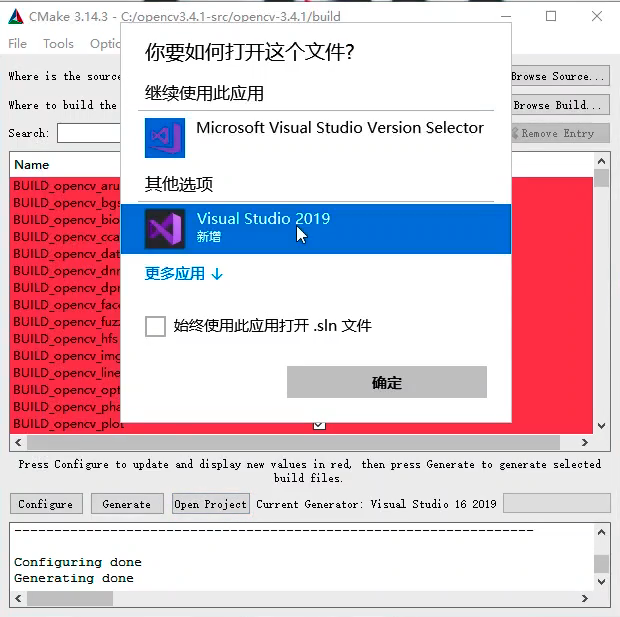 CMake 3.14.3 - C:/opencv3.4.1-src/opencv-3.4.1/build
File Tools
Where is the source
Browse Source...
Where to build the
Browse Build...
Search:
Remove Entry
Name
BUILD_opencv_aru
BUILD_opencv_bgs
BUILD_opencv_bio
BUILD_opencv_cca
BUILD_opencv_dat
BUILD_opencv_dnn
BUILD_opencv_dpr
BUILD_opencv_face
BUILD_opencv_fuzz
BUILD_opencv_hfs
BUILD_opencv_img
BUILD_opencv_line
BUILD_opencv_opt
BUILD_opencv_pha
BUILD_opencv_plot
你要如何打开这个文件?
继续使用此应用
Microsoft Visual Studio Version Selector
其他选项
Visual Studio 2019
新增
更多应用 ↓
始终使用此应用打开 .sln 文件
确定
Press Configure to update and display new values in red, then press Generate to generate selected
build files.
Configure Generate Open Project Current Generator: Visual Studio 16 2019
Configuring done
Generating done